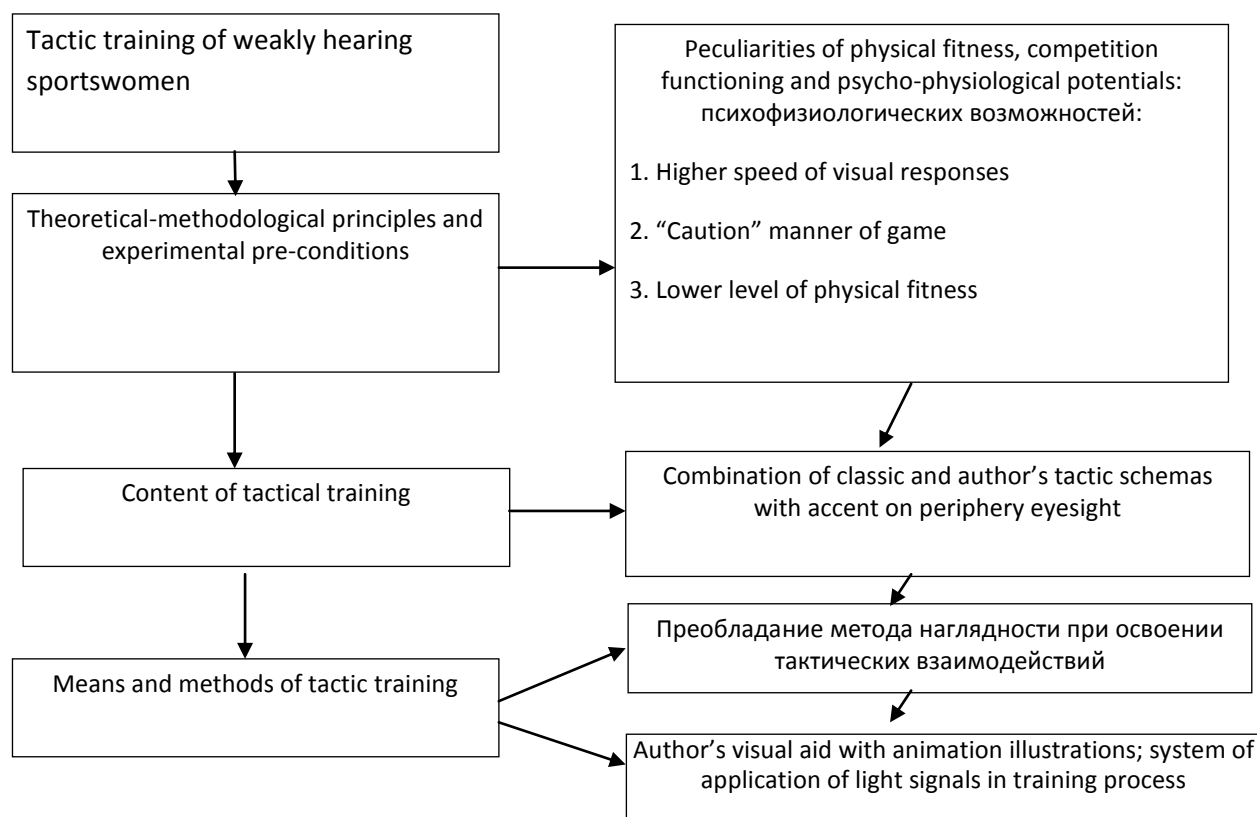 Tactic training of weakly hearing
sportswomen
Peculiarities of physical fitness, competition
functioning and psycho-physiological potentials:
психофизиологических возможностей:
1. Higher speed of visual responses
2. “Caution” manner of game
3. Lower level of physical fitness
Theoretical-methodological principles and
experimental pre-conditions
Content of tactical training
Combination of classic and author’s tactic schemas
with accent on periphery eyesight
Means and methods of tactic training
Преобладание метода наглядности при освоении
тактических взаимодействий
Author’s visual aid with animation illustrations; system of
application of light signals in training process